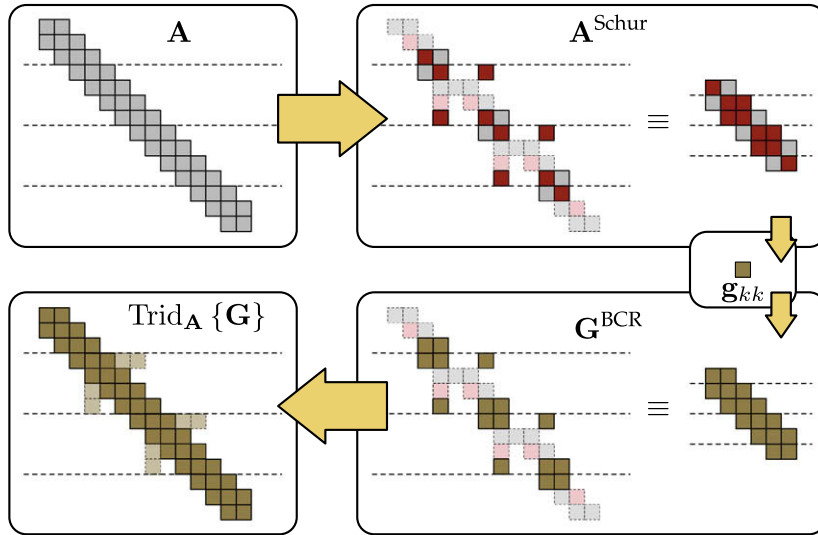 A
A^Schur
≡
g_kk
Trid_A {G}
G^BCR
≡